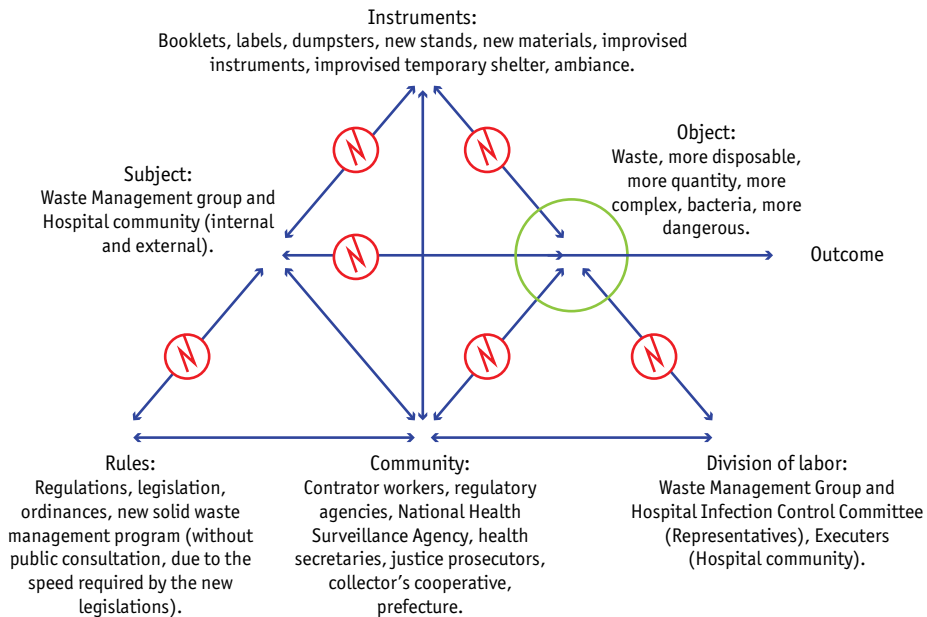 Instruments:
Booklets, labels, dumpsters, new stands, new materials, improvised
instruments, improvised temporary shelter, ambiance.
Subject:
Waste Management group and
Hospital community (internal
and external).
Object:
Waste, more disposable,
more quantity, more
complex, bacteria, more
dangerous.
Outcome
Rules:
Regulations, legislation,
ordinances, new solid waste
management program (without
public consultation, due to the
speed required by the new
legislations).
Community:
Contrator workers, regulatory
agencies, National Health
Surveillance Agency, health
secretaries, justice prosecutors,
collector's cooperative,
prefecture.
Division of labor:
Waste Management Group and
Hospital Infection Control Committee
(Representatives), Executers
(Hospital community).